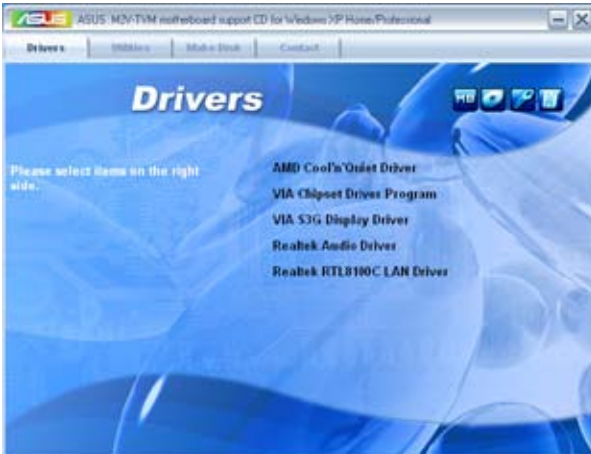 ASUS ASUS M2V-TVM motherboard support CD for Windows XP Home/Professional
Drivers Utilities Make Disk Contact
Drivers
MB
Please select items on the right side.
AMD Cool'n'Quiet Driver
VIA Chipset Driver Program
VIA S3G Display Driver
Realtek Audio Driver
Realtek RTL8100C LAN Driver